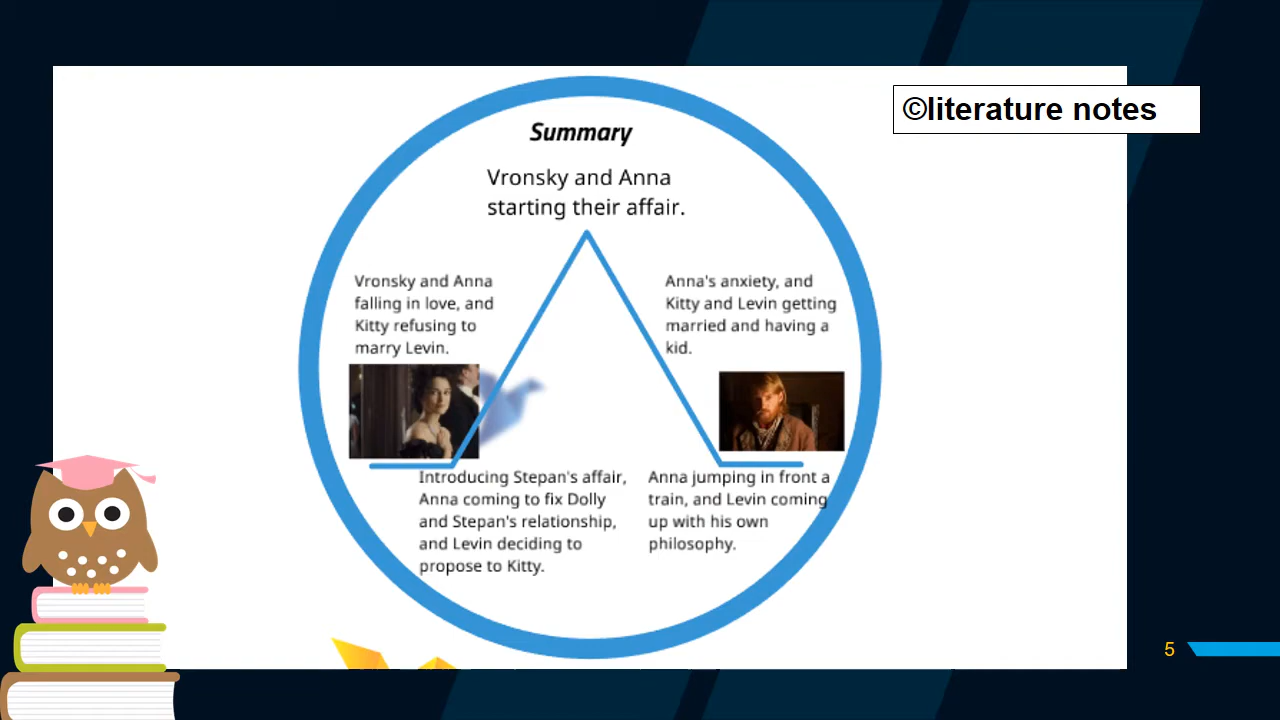 ©literature notes
Summary
Vronsky and Anna
starting their affair.
Vronsky and Anna
falling in love, and
Kitty refusing to
marry Levin.
Anna's anxiety, and
Kitty and Levin getting
married and having a
kid.
Introducing Stepan's affair,
Anna coming to fix Dolly
and Stepan's relationship,
and Levin deciding to
propose to Kitty.
Anna jumping in front a
train, and Levin coming
up with his own
philosophy.
5